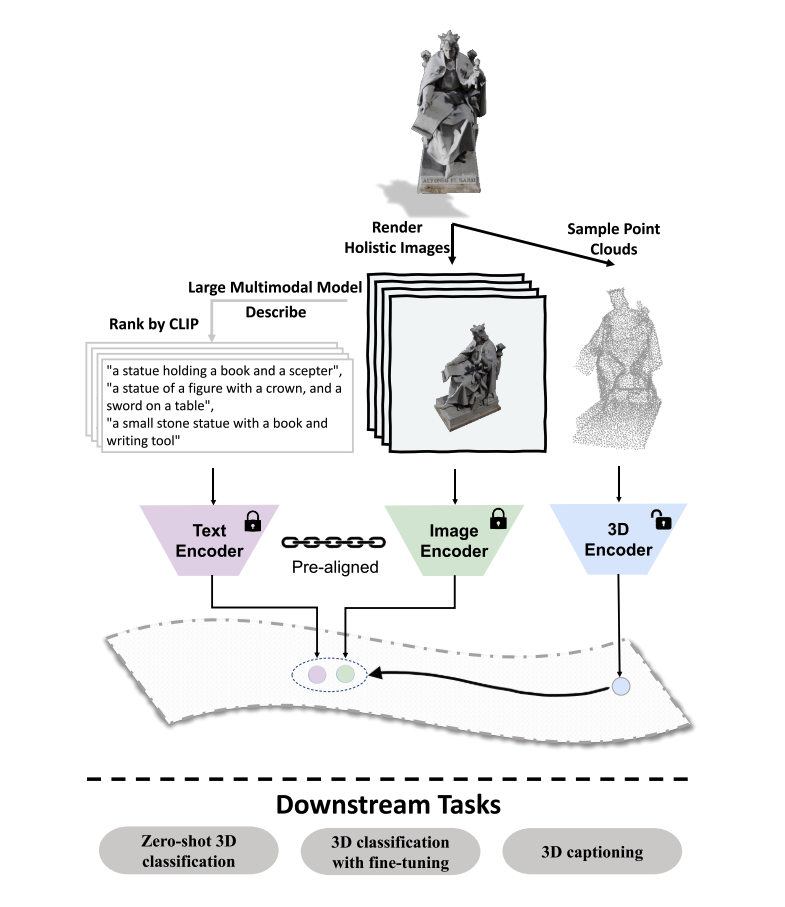 Render
Holistic Images
Sample Point
Clouds
Large Multimodal Model
Describe
Rank by CLIP
"a statue holding a book and a scepter",
"a statue of a figure with a crown, and a
sword on a table",
"a small stone statue with a book and
writing tool"
Text
Encoder
Pre-aligned
Image
Encoder
3D
Encoder
Downstream Tasks
Zero-shot 3D
classification
3D classification
with fine-tuning
3D captioning